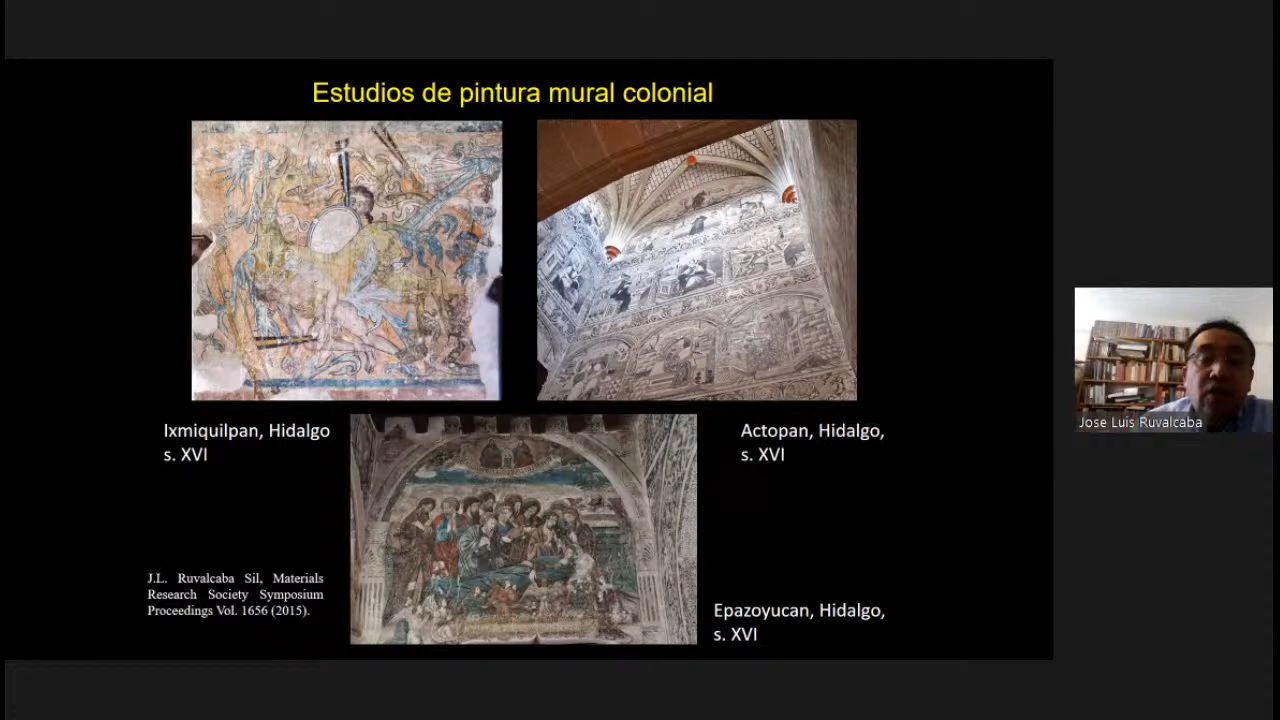 Estudios de pintura mural colonial
Ixmiquilpan, Hidalgo
s. XVI
Actopan, Hidalgo,
s. XVI
Jose Luis Ruvalcaba
J.L. Ruvalcaba Sil, Materials
Research Society Symposium
Proceedings Vol. 1656 (2015).
Epazoyucan, Hidalgo,
s. XVI